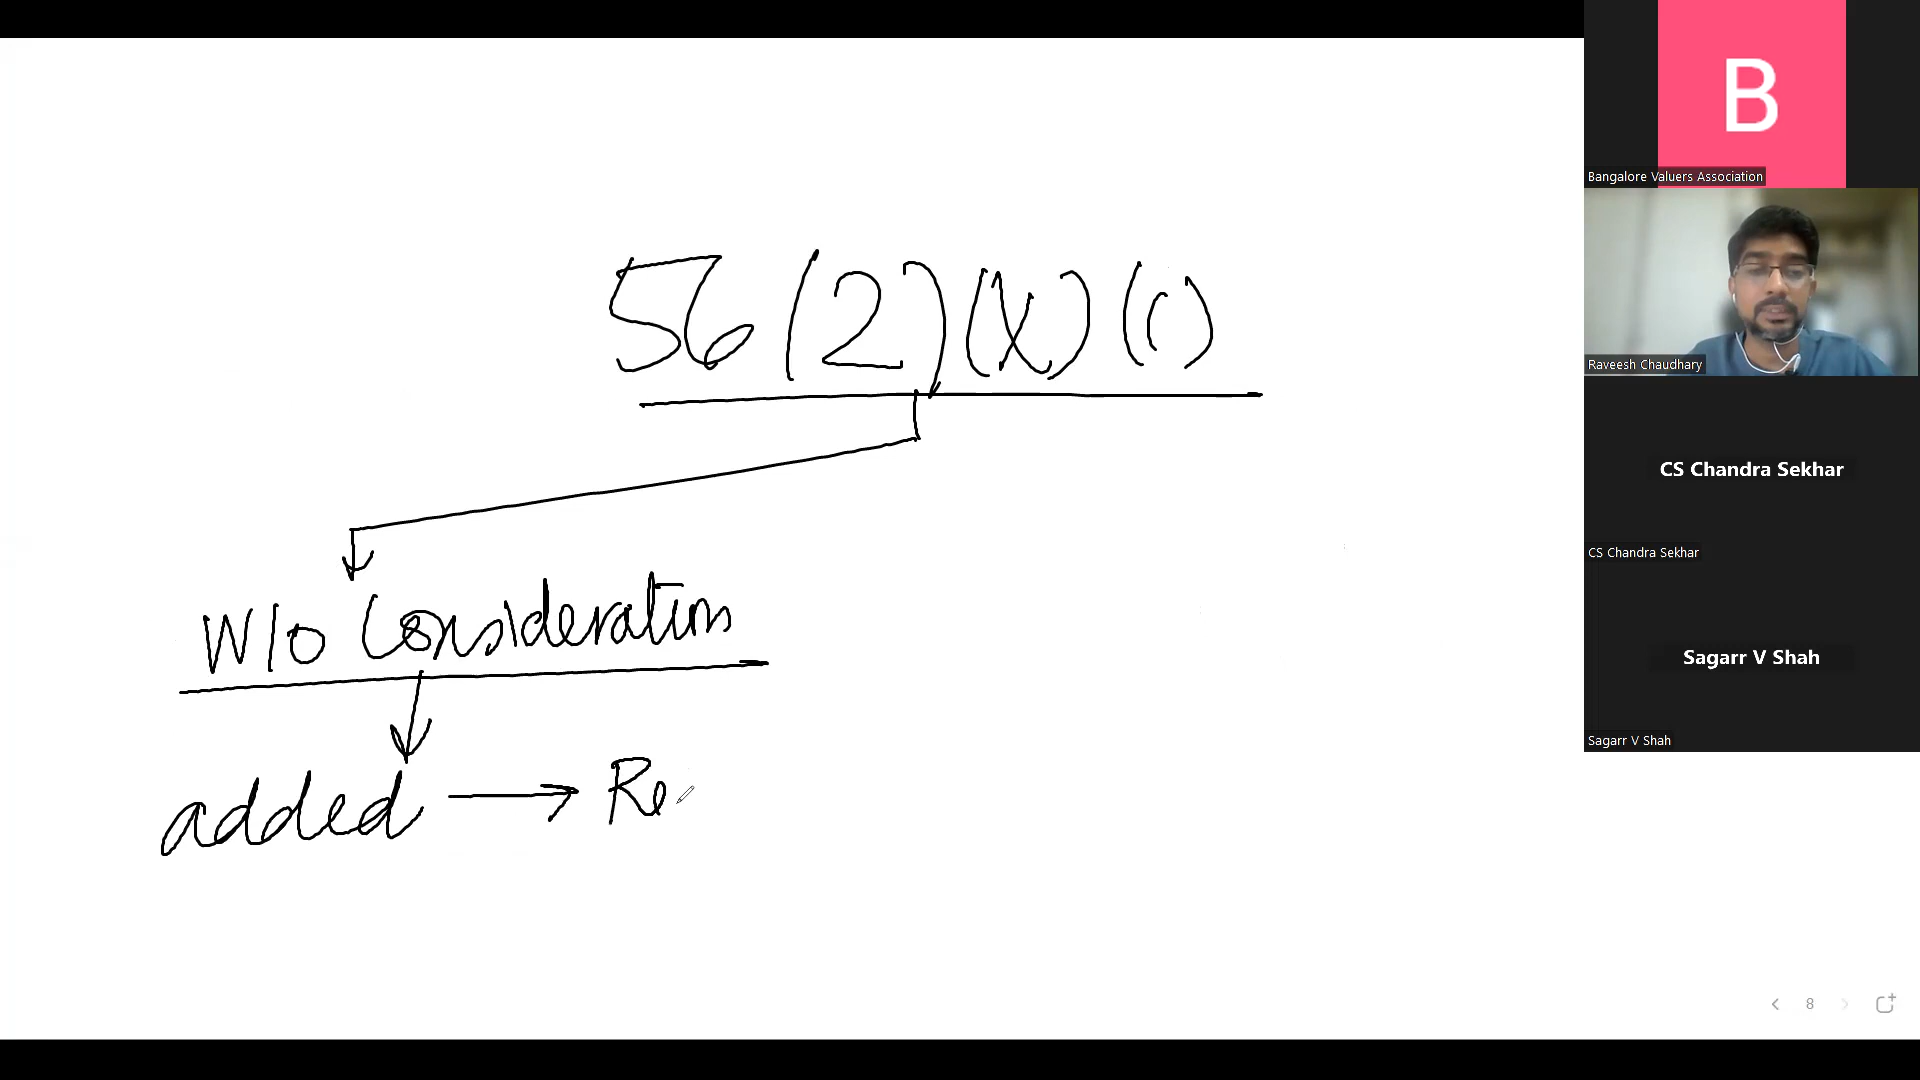 B
Bangalore Valuers Association
56 (2) (x) (c)
Raveesh Chaudhary
CS Chandra Sekhar
CS Chandra Sekhar
W/o Consideration
Sagarr V Shah
Sagarr V Shah
added → Re
8